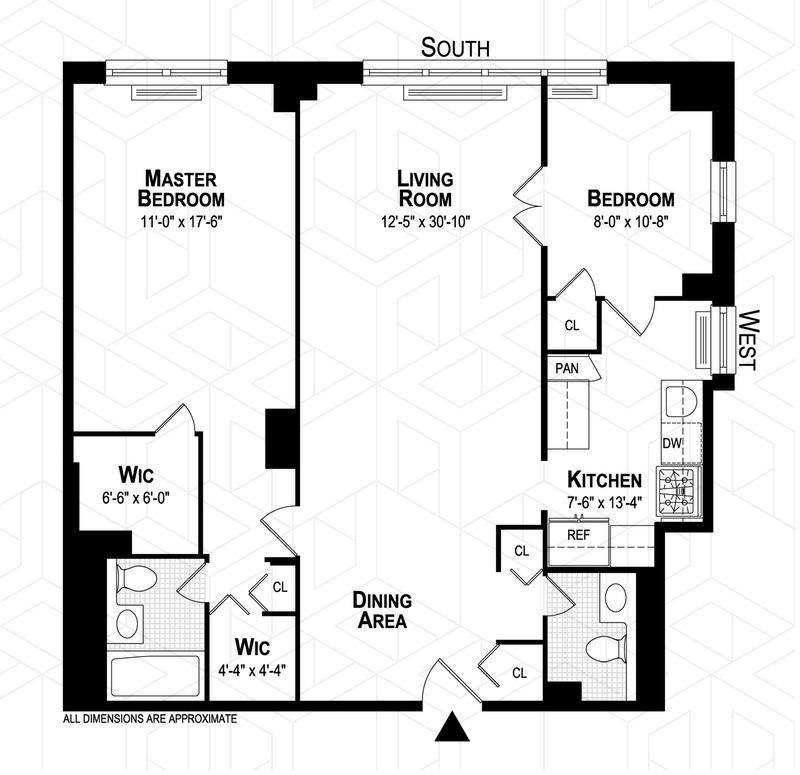 SOUTH
MASTER
BEDROOM
11'-0" x 17'-6"
LIVING
ROOM
12'-5" x 30'-10"
BEDROOM
8'-0" x 10'-8"
CL
WEST
PAN
DW
WIC
6'-6" x 6'-0"
KITCHEN
7'-6" x 13'-4"
REF
CL
CL
DINING
AREA
WIC
4'-4" x 4'-4"
CL
ALL DIMENSIONS ARE APPROXIMATE